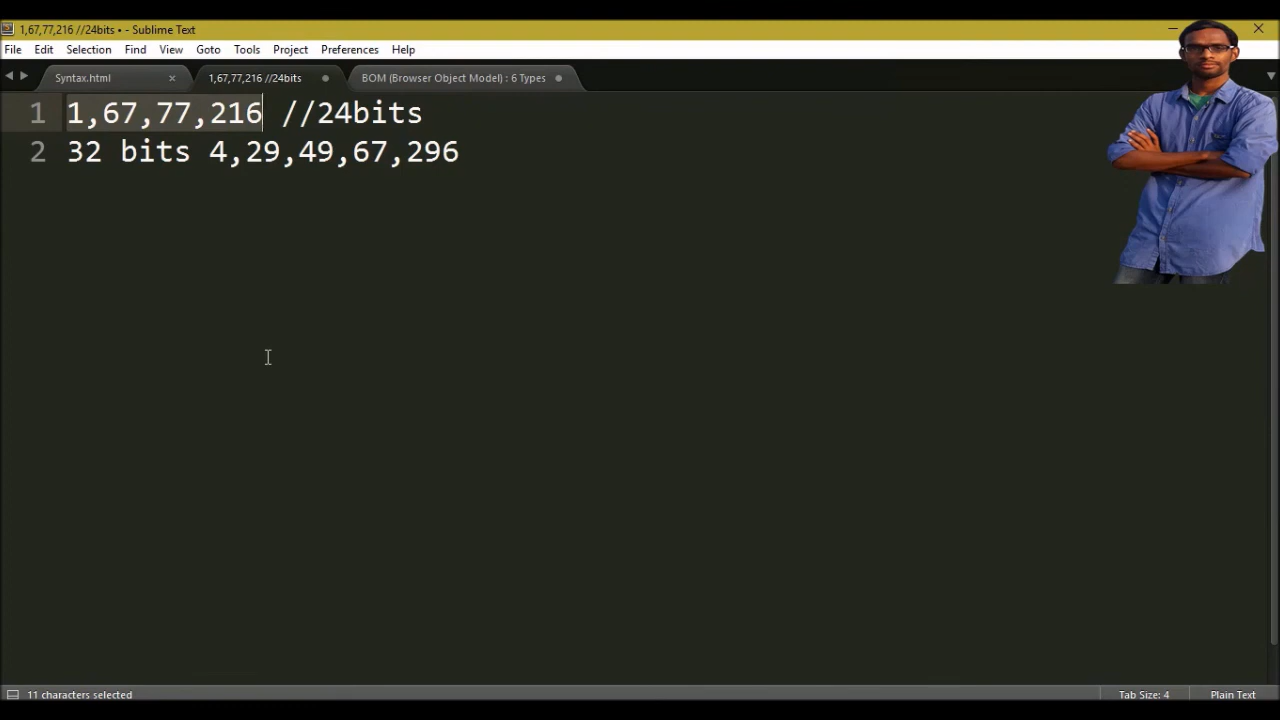 1,67,77,216 //24bits • - Sublime Text
File Edit Selection Find View Goto Tools Project Preferences Help
Syntax.html × 1,67,77,216 //24bits BOM (Browser Object Model) : 6 Types
1 1,67,77,216 //24bits
2 32 bits 4,29,49,67,296
11 characters selected Tab Size: 4 Plain Text